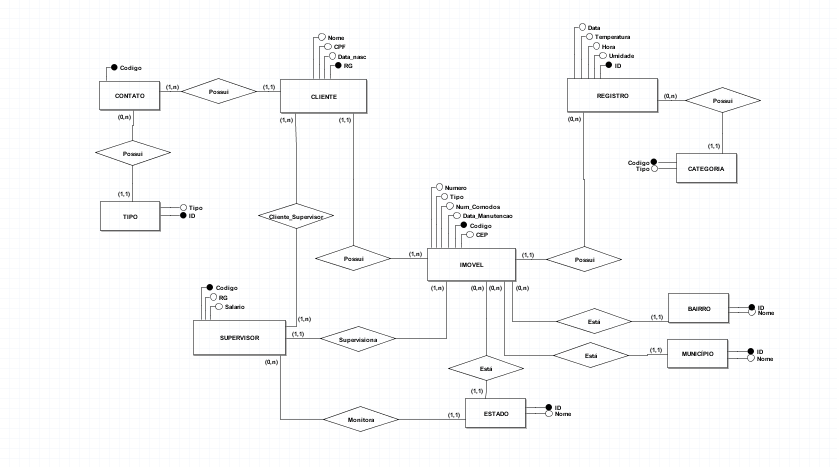 Nome
CPF
Data_nasc
RG
Data
Temperatura
Hora
Umidade
ID
Codigo
CONTATO
(1,n)
Possui
(1,1)
CLIENTE
REGISTRO
(0,n)
Possui
(0,n)
(1,n)
(1,1)
(0,n)
Possui
(1,1)
Codigo
Tipo
CATEGORIA
(1,1)
TIPO
Tipo
ID
Cliente_Supervisor
Numero
Tipo
Num_Comodos
Data_Manutencao
Codigo
CEP
Possui
(1,n)
IMOVEL
(1,1)
Possui
Codigo
RG
Salario
(1,n)
(0,n)
(0,n)
(0,n)
BAIRRO
ID
Nome
(1,n)
Está
(1,1)
SUPERVISOR
(1,1)
Supervisiona
Está
(1,1)
MUNICÍPIO
ID
Nome
(0,n)
Está
(1,1)
Monitora
(1,1)
ESTADO
ID
Nome